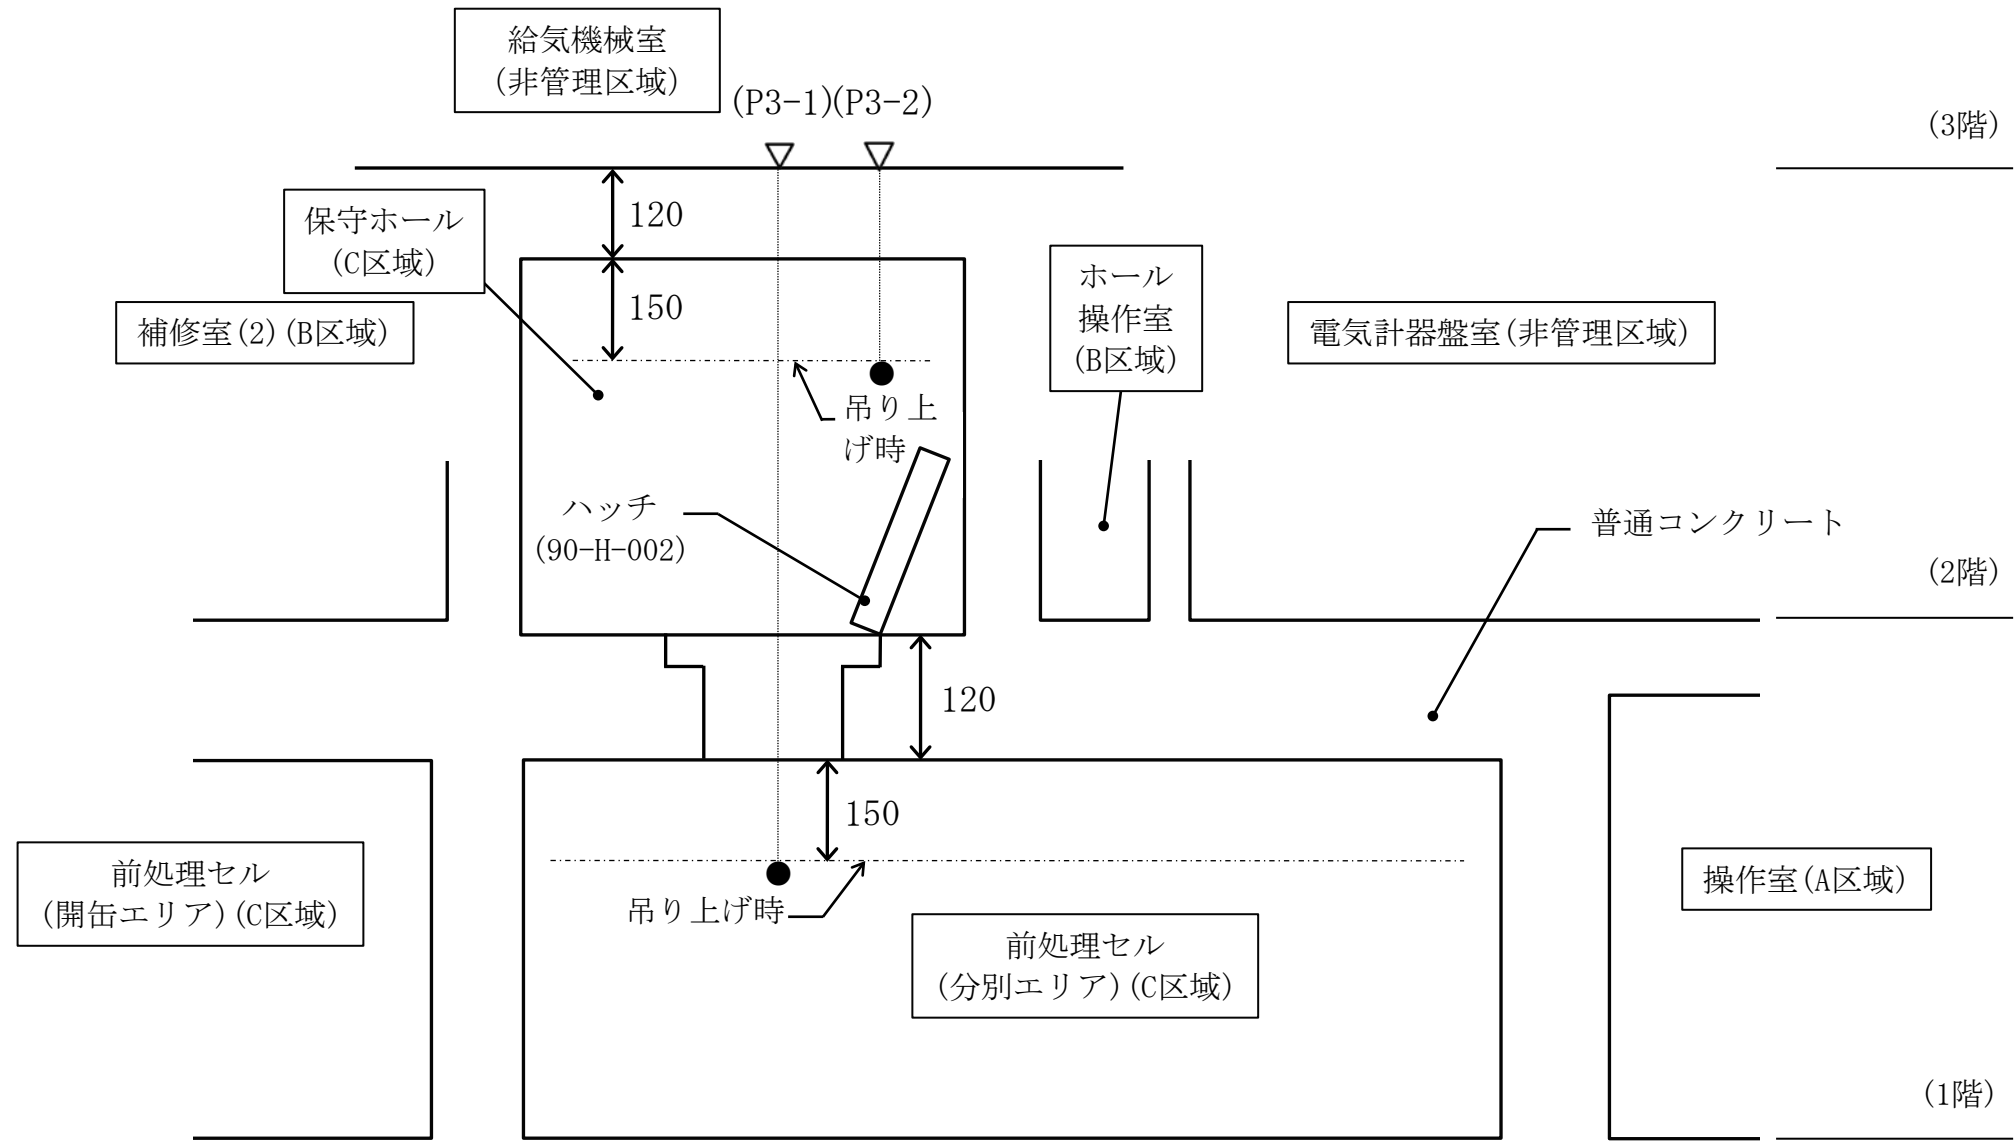 給気機械室
(非管理区域)
(P3-1)(P3-2)
(3階)
120
保守ホール
(C区域)
150
補修室(2)(B区域)
ホール
操作室
(B区域)
電気計器盤室(非管理区域)
吊り上
げ時
ハッチ
(90-H-002)
普通コンクリート
(2階)
120
150
前処理セル
(開缶エリア)(C区域)
吊り上げ時
前処理セル
(分別エリア)(C区域)
操作室(A区域)
(1階)